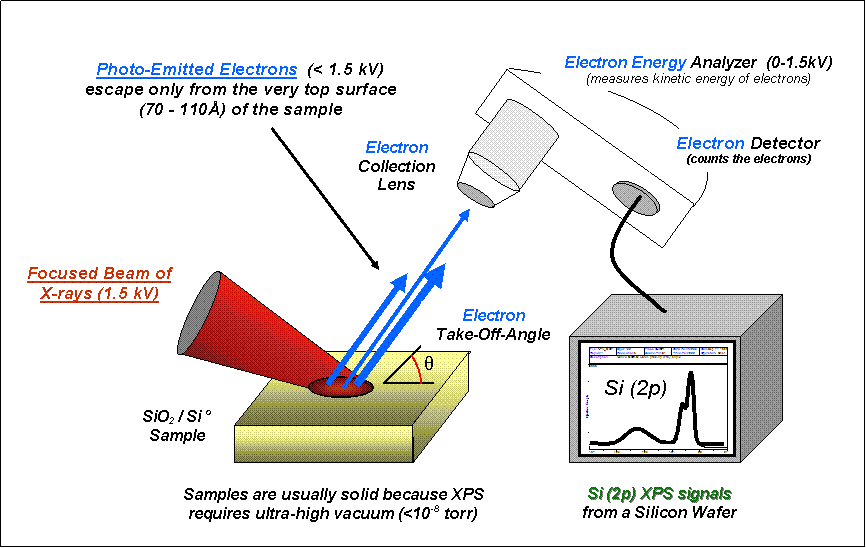 Photo-Emitted Electrons (< 1.5 kV)
escape only from the very top surface
(70 - 110Å) of the sample
Electron Energy Analyzer (0-1.5kV)
(measures kinetic energy of electrons)
Electron
Collection
Lens
Electron Detector
(counts the electrons)
Focused Beam of
X-rays (1.5 kV)
Electron
Take-Off-Angle
θ
Si (2p)
SiO₂ / Si°
Sample
Samples are usually solid because XPS
requires ultra-high vacuum (<10⁻⁸ torr)
Si (2p) XPS signals
from a Silicon Wafer